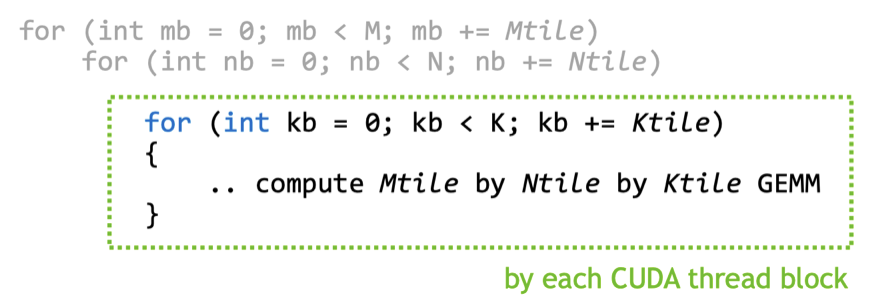 for (int mb = 0; mb < M; mb += Mtile)
for (int nb = 0; nb < N; nb += Ntile)
for (int kb = 0; kb < K; kb += Ktile)
{
.. compute Mtile by Ntile by Ktile GEMM
}
by each CUDA thread block